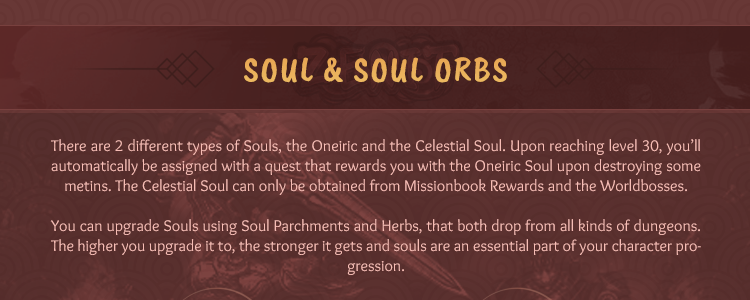 SOUL & SOUL ORBS
There are 2 different types of Souls, the Oneiric and the Celestial Soul. Upon reaching level 30, you'll
automatically be assigned with a quest that rewards you with the Oneiric Soul upon destroying some
metins. The Celestial Soul can only be obtained from Missionbook Rewards and the Worldbosses.
You can upgrade Souls using Soul Parchments and Herbs, that both drop from all kinds of dungeons.
The higher you upgrade it to, the stronger it gets and souls are an essential part of your character pro-
gression.